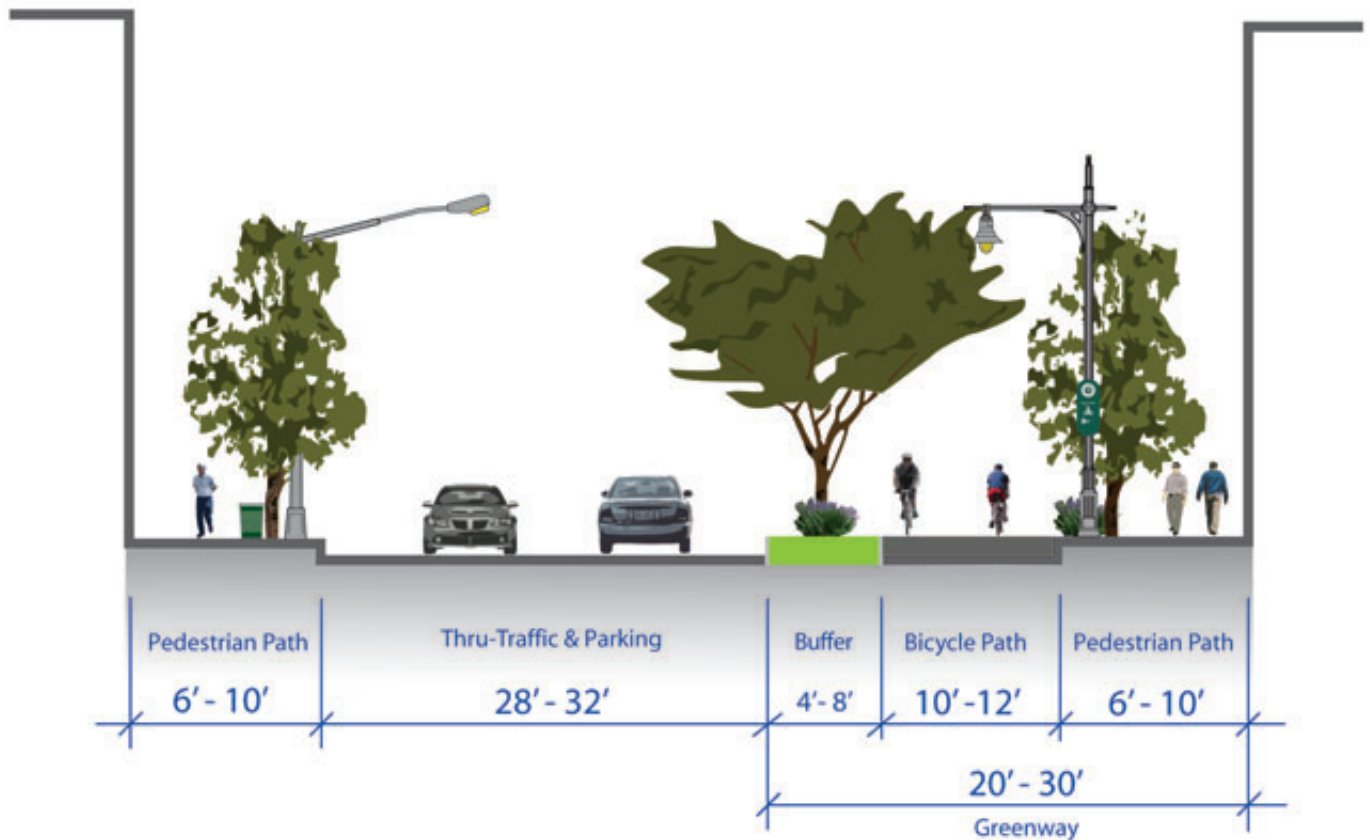 Pedestrian Path
Thru-Traffic & Parking
Buffer
Bicycle Path
Pedestrian Path
6' - 10'
28' - 32'
4'- 8'
10' -12'
6' - 10'
20' - 30'
Greenway